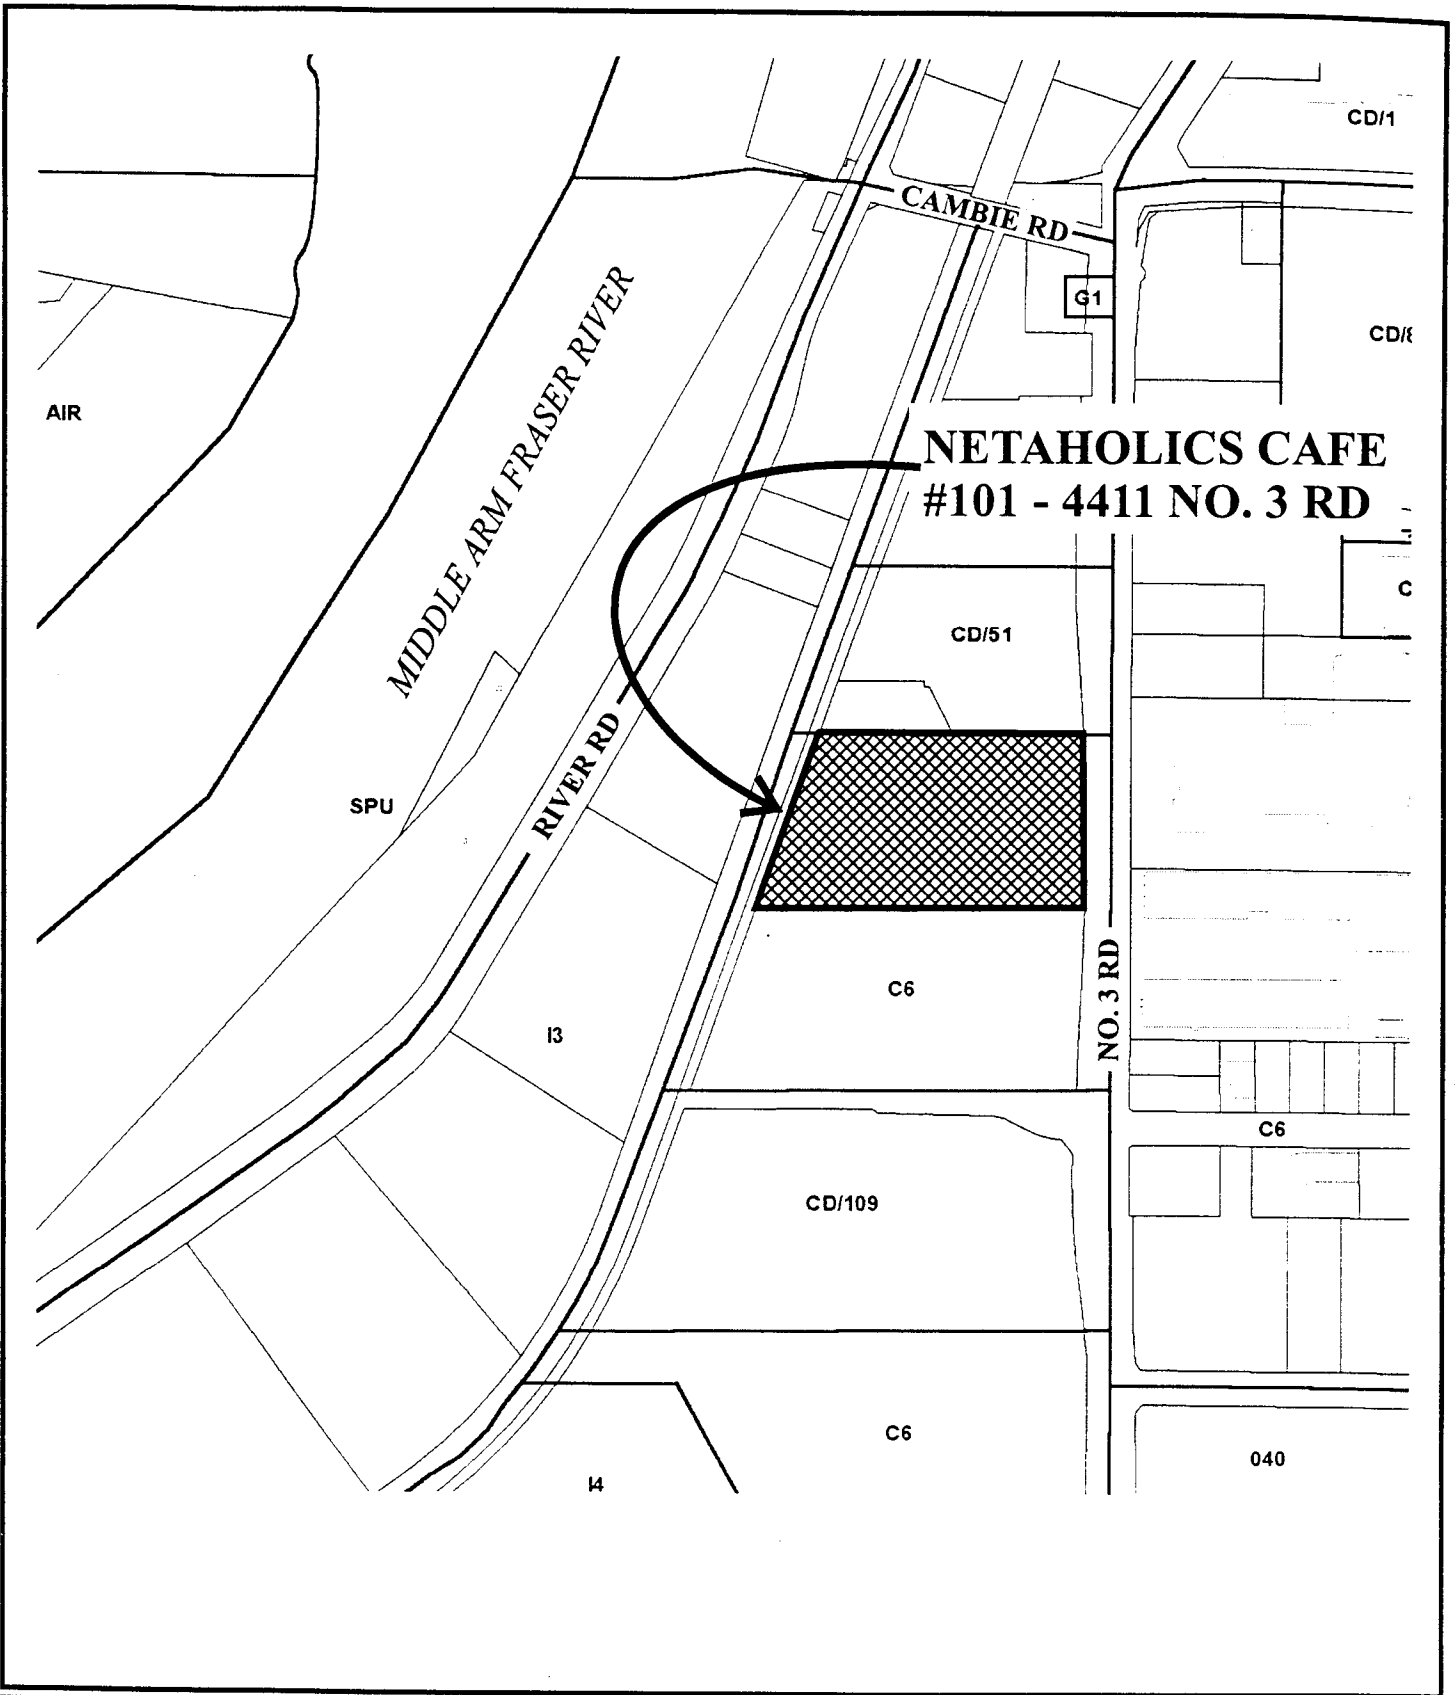 CD/1
CAMBIE RD
G1
AIR
MIDDLE ARM FRASER RIVER
NETAHOLICS CAFE
#101 - 4411 NO. 3 RD
CD/51
RIVER RD
SPU
C6
NO. 3 RD
I3
C6
CD/109
C6
040
I4